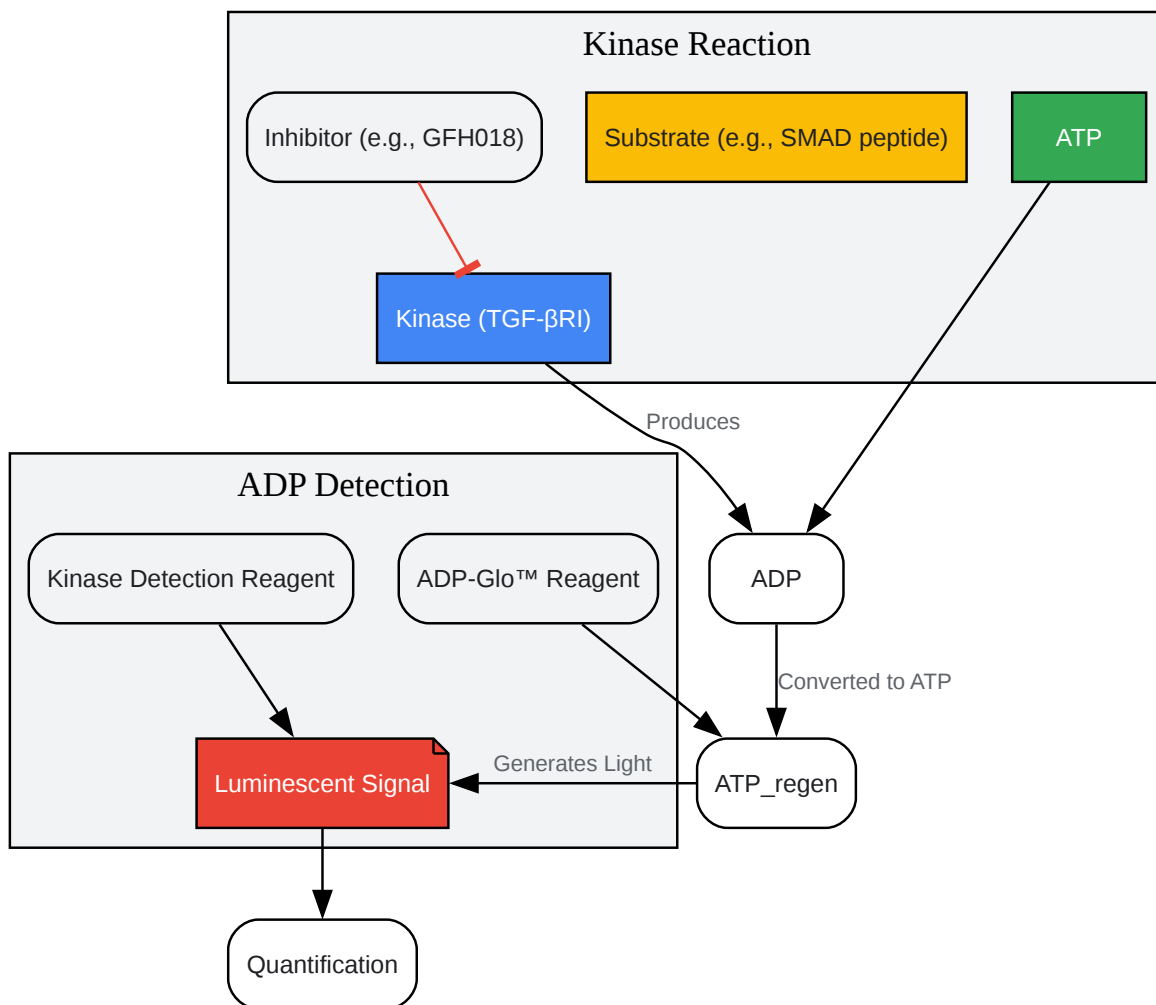 Kinase Reaction
Inhibitor (e.g., GFH018)
Substrate (e.g., SMAD peptide)
ATP
Kinase (TGF-βRI)
Produces
ADP Detection
Kinase Detection Reagent
ADP-Glo™ Reagent
ADP
Converted to ATP
Luminescent Signal
Generates Light
ATP_regen
Quantification